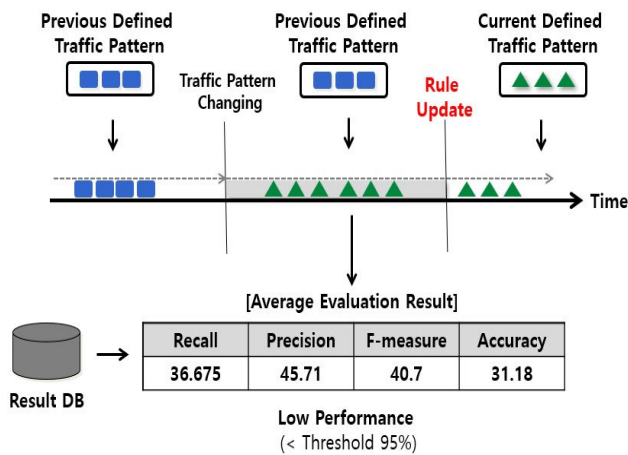 Previous Defined
Traffic Pattern
Previous Defined
Traffic Pattern
Current Defined
Traffic Pattern
Traffic Pattern
Changing
Rule
Update
Time
[Average Evaluation Result]
Recall Precision F-measure Accuracy
36.675 45.71 40.7 31.18
Result DB
Low Performance
(< Threshold 95%)